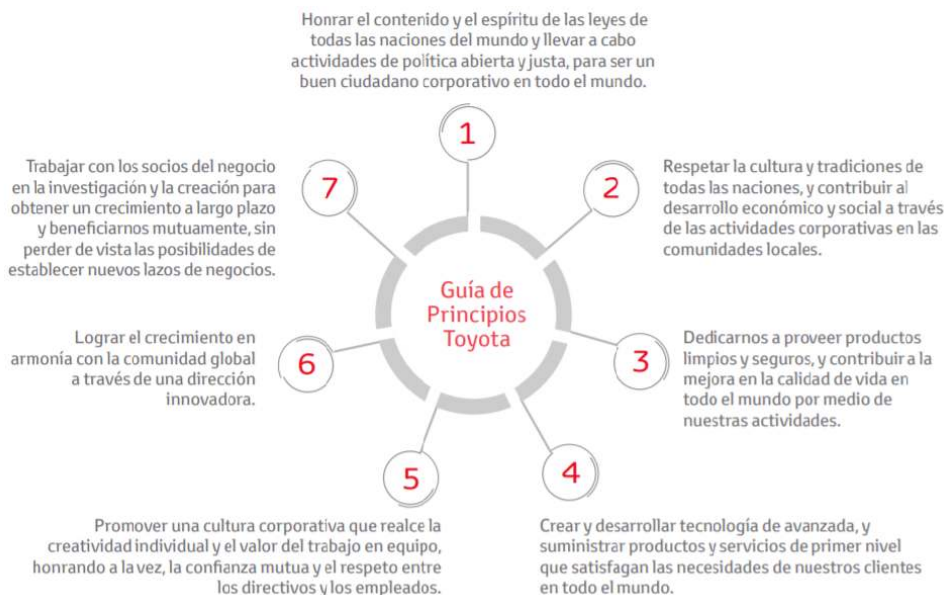 Honrar el contenido y el espíritu de las leyes de
todas las naciones del mundo y llevar a cabo
actividades de política abierta y justa, para ser un
buen ciudadano corporativo en todo el mundo.
1
2
Respetar la cultura y tradiciones de
todas las naciones, y contribuir al
desarrollo económico y social a través
de las actividades corporativas en las
comunidades locales.
3
Dedicarnos a proveer productos
limpios y seguros, y contribuir a la
mejora en la calidad de vida en
todo el mundo por medio de
nuestras actividades.
4
Crear y desarrollar tecnología de avanzada, y
suministrar productos y servicios de primer nivel
que satisfagan las necesidades de nuestros clientes
en todo el mundo.
5
Promover una cultura corporativa que realce la
creatividad individual y el valor del trabajo en equipo,
honrando a la vez, la confianza mutua y el respeto entre
los directivos y los empleados.
6
Lograr el crecimiento en
armonía con la comunidad global
a través de una dirección
innovadora.
7
Trabajar con los socios del negocio
en la investigación y la creación para
obtener un crecimiento a largo plazo
y beneficiarnos mutuamente, sin
perder de vista las posibilidades de
establecer nuevos lazos de negocios.
Guía de
Principios
Toyota